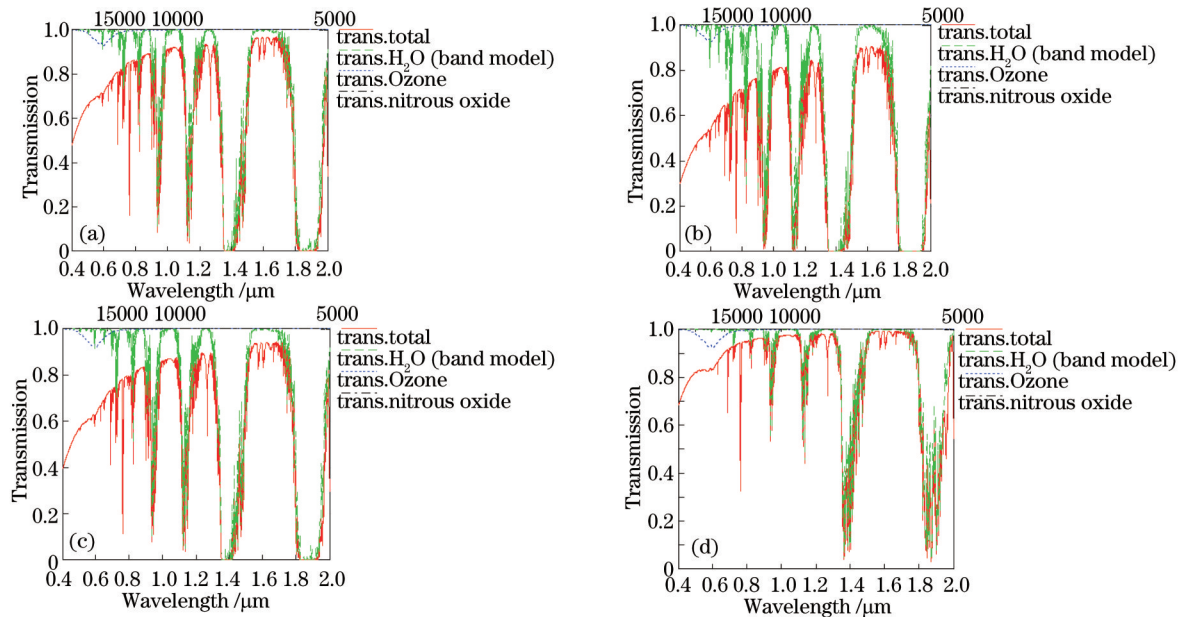 15000 10000 5000
1.0
0.8
0.6
0.4
0.2
0
Transmission
(a)
0.4 0.6 0.8 1.0 1.2 1.4 1.6 1.8 2.0
Wavelength /μm
trans.total
trans.H₂O (band model)
trans.Ozone
trans.nitrous oxide
15000 10000 5000
1.0
0.8
0.6
0.4
0.2
0
Transmission
(b)
0.4 0.6 0.8 1.0 1.2 1.4 1.6 1.8 2.0
Wavelength /μm
trans.total
trans.H₂O (band model)
trans.Ozone
trans.nitrous oxide
15000 10000 5000
1.0
0.8
0.6
0.4
0.2
0
Transmission
(c)
0.4 0.6 0.8 1.0 1.2 1.4 1.6 1.8 2.0
Wavelength /μm
trans.total
trans.H₂O (band model)
trans.Ozone
trans.nitrous oxide
15000 10000 5000
1.0
0.8
0.6
0.4
0.2
0
Transmission
(d)
0.4 0.6 0.8 1.0 1.2 1.4 1.6 1.8 2.0
Wavelength /μm
trans.total
trans.H₂O (band model)
trans.Ozone
trans.nitrous oxide